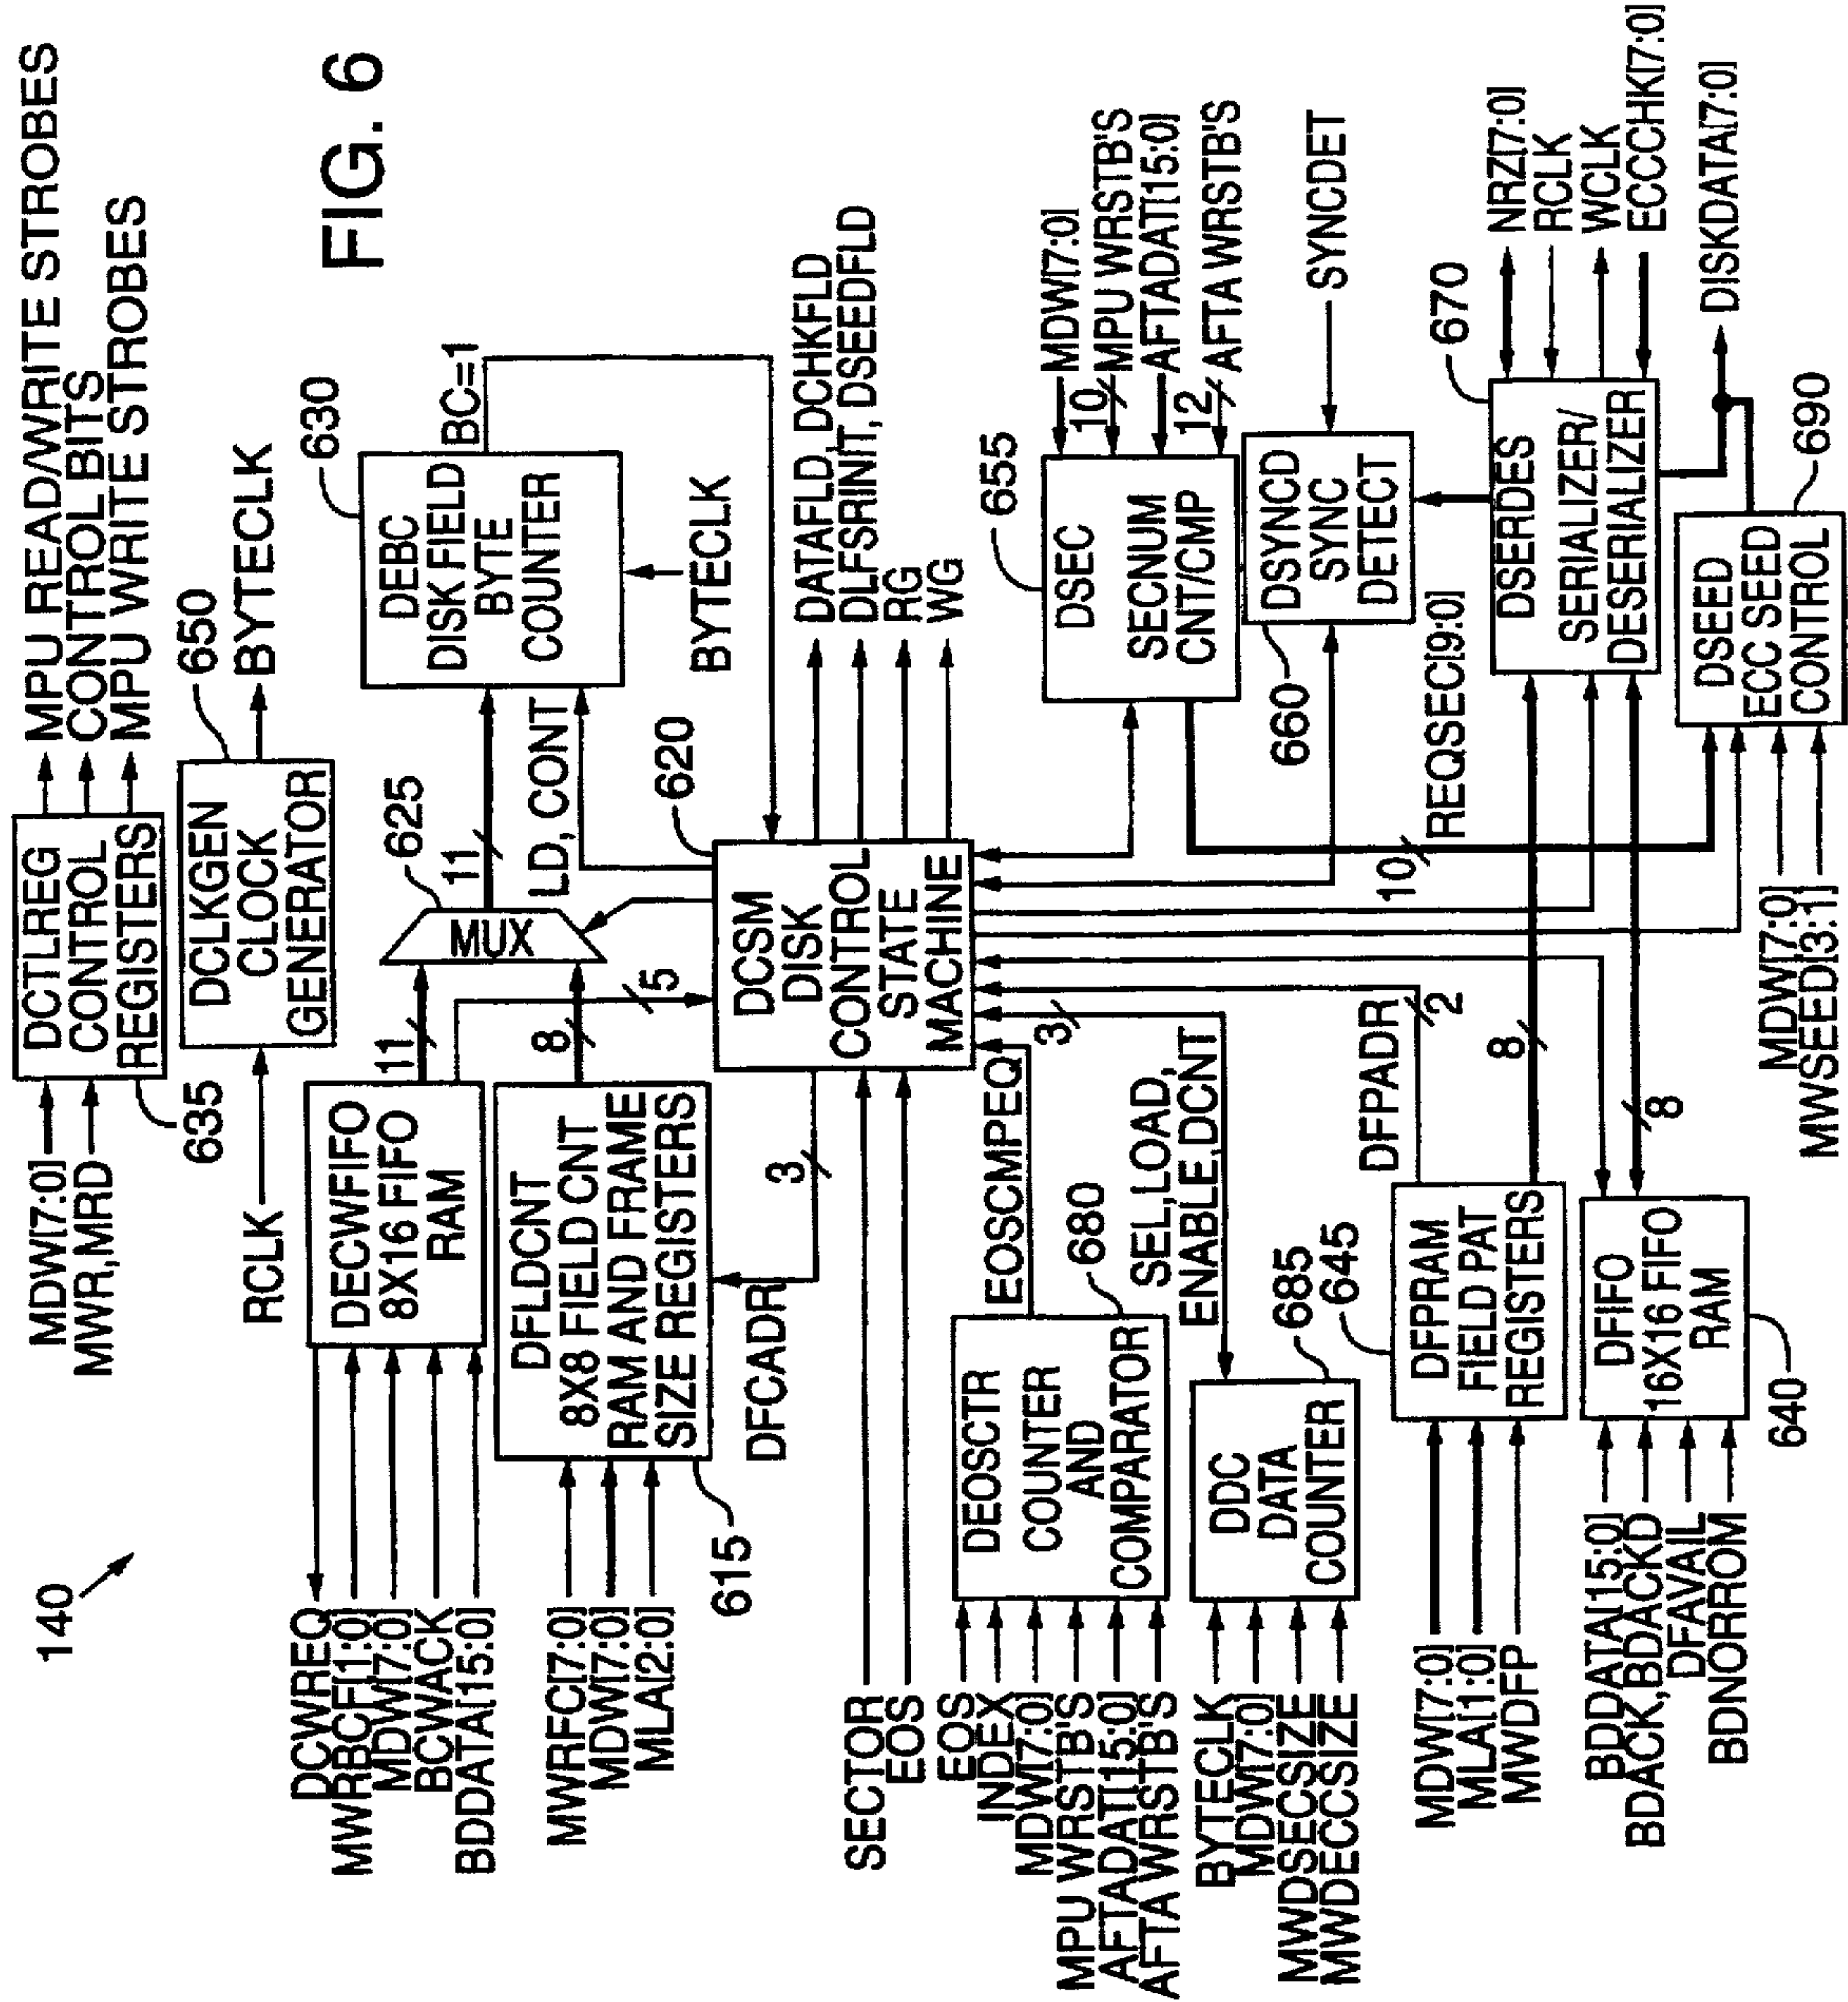 140
FIG. 6
MDW[7:0]
MWR,MRD
635
DCTLREG
CONTROL
REGISTERS
MPU READ/WRITE STROBES
CONTROL BITS
MPU WRITE STROBES
RCLK
DCLKGEN
CLOCK
GENERATOR
650
BYTECLK
DCWREQ
MWRBCF[1:0]
MDW[7:0]
BCWACK
BDDATA[15:0]
DECWFIFO
8X16 FIFO
RAM
11
5
MWRFC[7:0]
MDW[7:0]
MLA[2:0]
615
DFLDCNT
8X8 FIELD CNT
RAM AND FRAME
SIZE REGISTERS
8
DFCADR
3
MUX
625
11
LD, CONT
DEBC
DISK FIELD
BYTE
COUNTER
630
BC=1
BYTECLK
SECTOR
EOS
DCSM
DISK
CONTROL
STATE
MACHINE
620
DATAFLD, DCHKFLD
DLFSRINIT, DSEEDFLD
RG
WG
EOS
INDEX
MDW[7:0]
MPU WRSTB'S
AFTADAT[15:0]
AFTA WRSTB'S
DEOSCTR
COUNTER
AND
COMPARATOR
680
EOSCMPEQ
3
SEL,LOAD,
ENABLE,DCNT
BYTECLK
MDW[7:0]
MWDSECSIZE
MWDECCSIZE
DDC
DATA
COUNTER
685
645
MDW[7:0]
MLA[1:0]
MWDFP
DFPRAM
FIELD PAT
REGISTERS
DFPADR
2
8
BDDATA[15:0]
BDACK,BDACKD
DFAVAIL
BDNORROM
DFIFO
16X16 FIFO
RAM
640
8
DSEC
SECNUM
CNT/CMP
655
MDW[7:0]
10
MPU WRSTB'S
AFTADAT[15:0]
12
AFTA WRSTB'S
660
DSYNCD
SYNC
DETECT
SYNCDET
10
REQSEC[9:0]
DSERDES
SERIALIZER/
DESERIALIZER
670
NRZ[7:0]
RCLK
WCLK
ECCCHK[7:0]
DISKDATA[7:0]
MDW[7:0]
MWSEED[3:1]
DSEED
ECC SEED
CONTROL
690